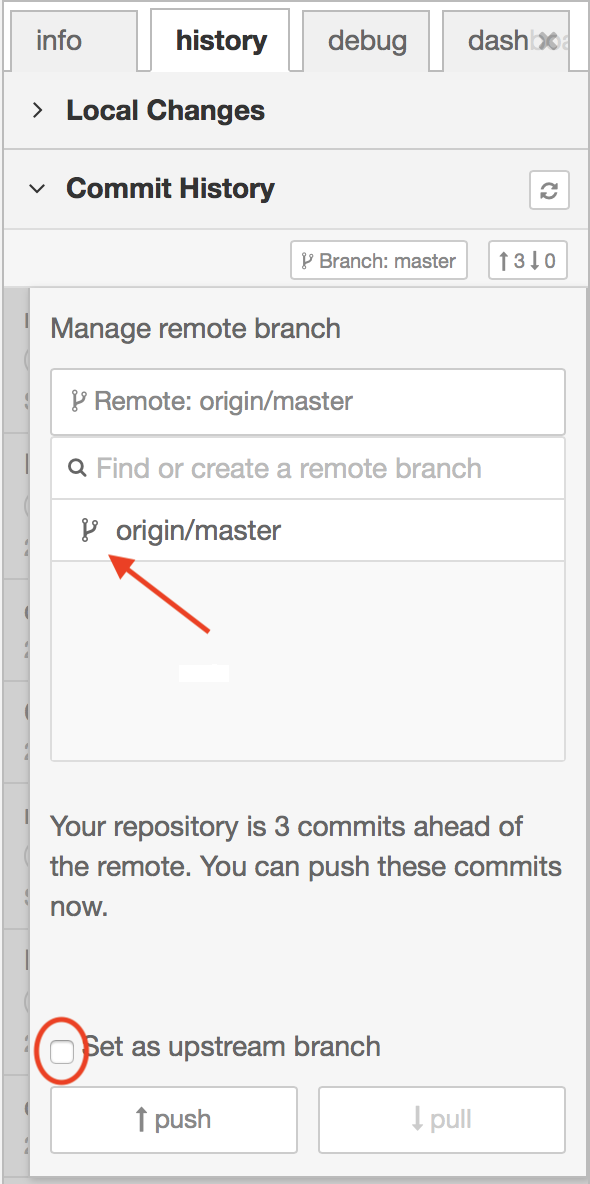 info
history
debug
dash
Local Changes
Commit History
Branch: master
3 0
Manage remote branch
Remote: origin/master
Find or create a remote branch
origin/master
Your repository is 3 commits ahead of
the remote. You can push these commits
now.
Set as upstream branch
push
pull